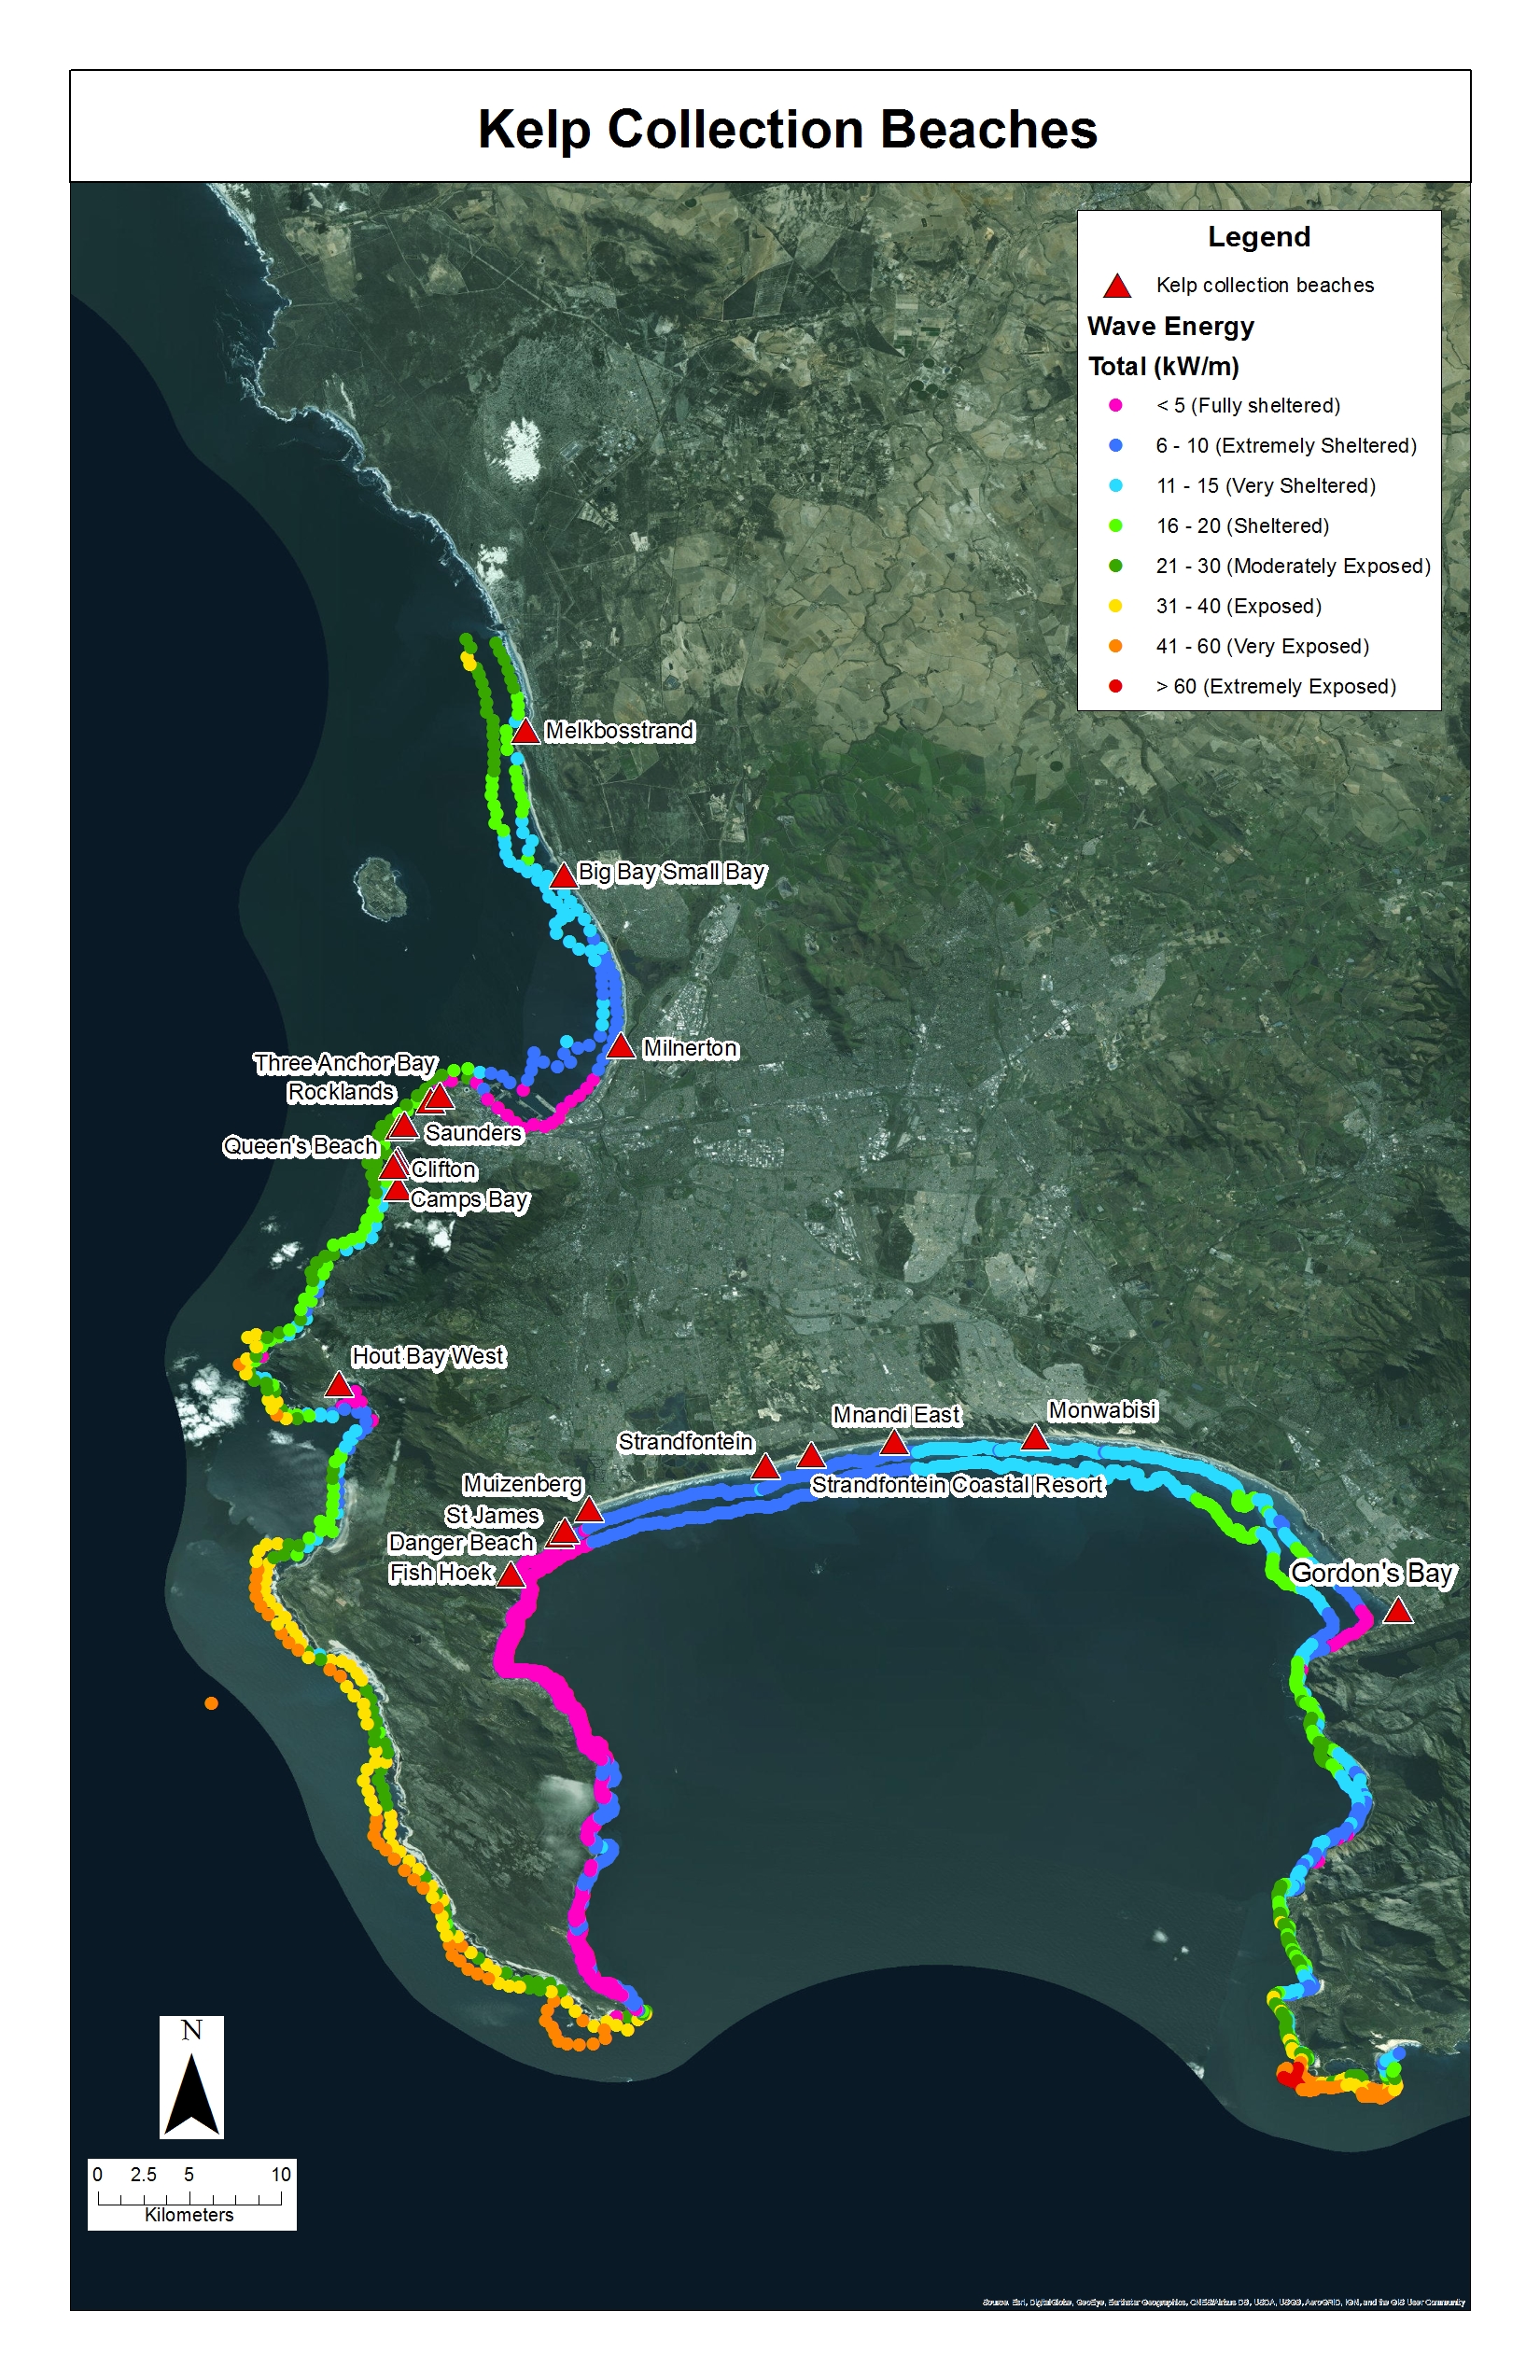 Kelp Collection Beaches
Legend
Kelp collection beaches
Wave Energy
Total (kW/m)
< 5 (Fully sheltered)
6 - 10 (Extremely Sheltered)
11 - 15 (Very Sheltered)
16 - 20 (Sheltered)
21 - 30 (Moderately Exposed)
31 - 40 (Exposed)
41 - 60 (Very Exposed)
> 60 (Extremely Exposed)
Melkbosstrand
Big Bay Small Bay
Milnerton
Three Anchor Bay
Rocklands
Saunders
Queen's Beach
Clifton
Camps Bay
Hout Bay West
Monwabisi
Mnandi East
Strandfontein
Strandfontein Coastal Resort
Muizenberg
St James
Danger Beach
Fish Hoek
Gordon's Bay
N
0 2.5 5 10
Kilometers
Source: Esri, DigitalGlobe, GeoEye, Earthstar Geographics, CNES/Airbus DS, USDA, USGS, AeroGRID, IGN, and the GIS User Community